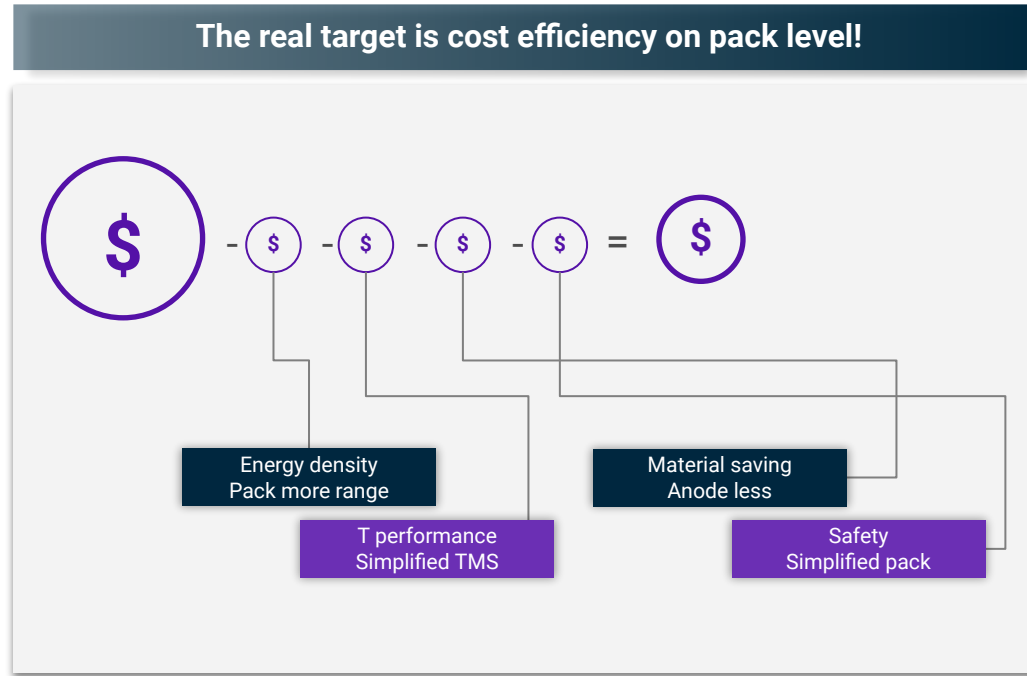 The real target is cost efficiency on pack level!
$ - $ - $ - $ - $ = $
Energy density
Pack more range
T performance
Simplified TMS
Material saving
Anode less
Safety
Simplified pack